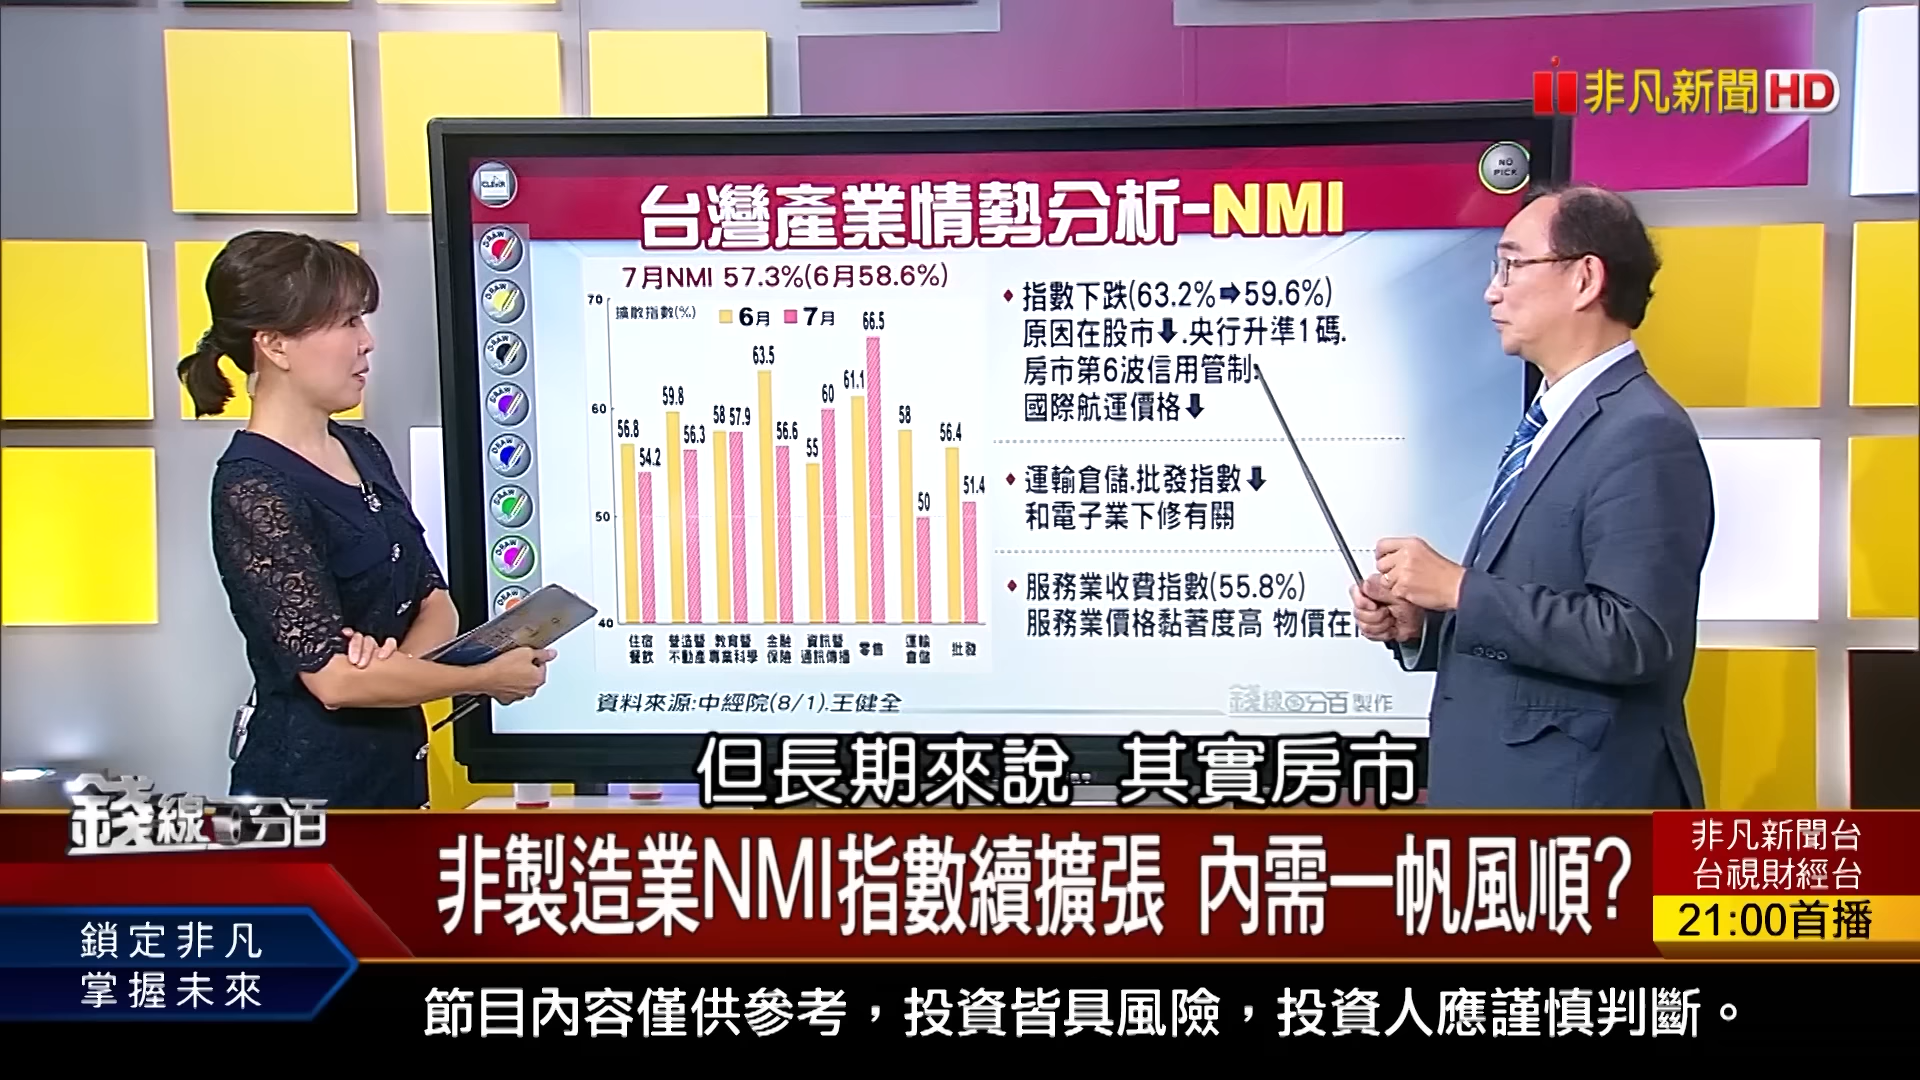 非凡新聞HD
CLEAR
NO PICK
台灣產業情勢分析-NMI
7月NMI 57.3%(6月58.6%)
擴散指數(%)
6月 7月
70
60
50
40
56.8 54.2
59.8 56.3
58 57.9
63.5 56.6
55 60
61.1 66.5
58 50
56.4 51.4
住宿餐飲
營造暨不動產
教育暨專業科學
金融保險
資訊暨通訊傳播
零售
運輸倉儲
批發
資料來源:中經院(8/1).王健全
指數下跌(63.2%➡59.6%)
原因在股市⬇.央行升準1碼.
房市第6波信用管制.
國際航運價格⬇
運輸倉儲.批發指數⬇
和電子業下修有關
服務業收費指數(55.8%)
服務業價格黏著度高 物價在
錢線百分百 製作
DRAW
DRAW
DRAW
DRAW
DRAW
DRAW
DRAW
DRAW
但長期來說 其實房市
錢線百分百
非製造業NMI指數續擴張 內需一帆風順?
非凡新聞台
台視財經台
21:00首播
鎖定非凡
掌握未來
節目內容僅供參考，投資皆具風險，投資人應謹慎判斷。